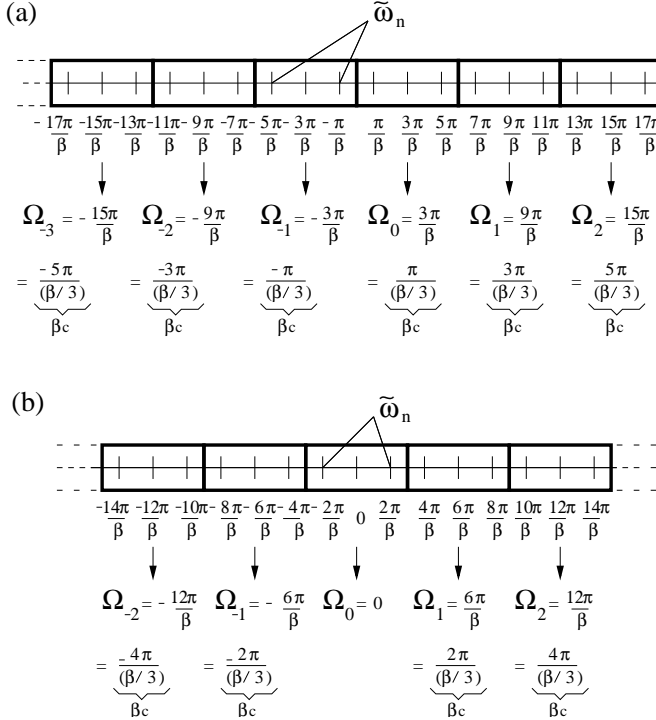 (a)
ω̃n
- 17π/β -15π/β -13π/β -11π/β - 9π/β -7π/β - 5π/β - 3π/β - π/β π/β 3π/β 5π/β 7π/β 9π/β 11π/β 13π/β 15π/β 17π/β
Ω-3 = - 15π/β Ω-2 = - 9π/β Ω-1 = - 3π/β Ω0 = 3π/β Ω1 = 9π/β Ω2 = 15π/β
= - 5π/(β/3) = -3π/(β/3) = - π/(β/3) = π/(β/3) = 3π/(β/3) = 5π/(β/3)
βc βc βc βc βc βc
(b)
ω̃n
-14π/β -12π/β -10π/β - 8π/β - 6π/β - 4π/β - 2π/β 0 2π/β 4π/β 6π/β 8π/β 10π/β 12π/β 14π/β
Ω-2 = - 12π/β Ω-1 = - 6π/β Ω0 = 0 Ω1 = 6π/β Ω2 = 12π/β
= - 4π/(β/3) = - 2π/(β/3) = 2π/(β/3) = 4π/(β/3)
βc βc βc βc